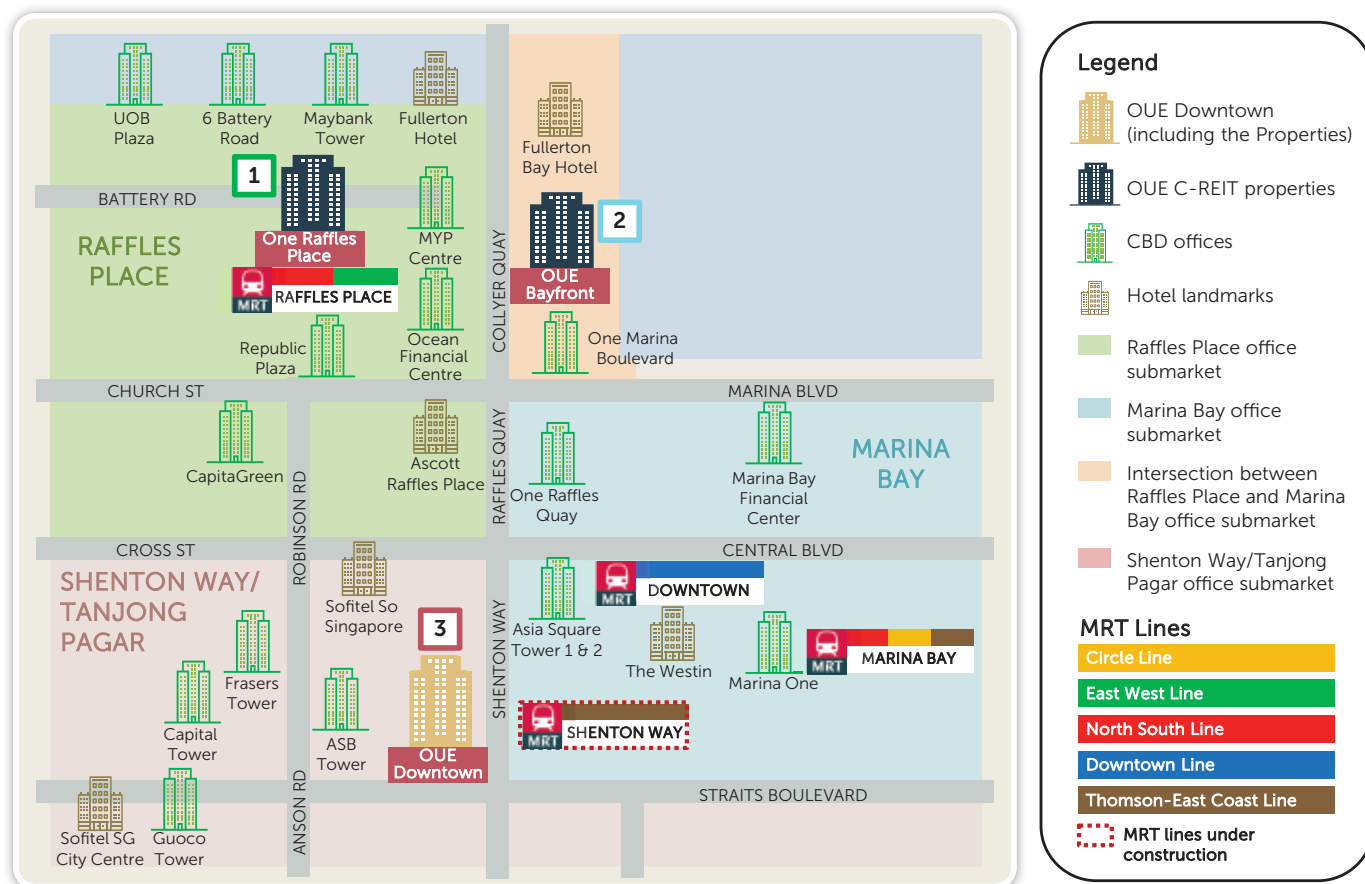 UOB
Plaza
6 Battery
Road
Maybank
Tower
Fullerton
Hotel
Fullerton
Bay Hotel
1
BATTERY RD
2
RAFFLES
PLACE
One Raffles
Place
MYP
Centre
COLLYER QUAY
OUE
Bayfront
MRT
RAFFLES PLACE
Republic
Plaza
Ocean
Financial
Centre
One Marina
Boulevard
CHURCH ST
MARINA BLVD
CapitaGreen
ROBINSON RD
Ascott
Raffles Place
RAFFLES QUAY
One Raffles
Quay
Marina Bay
Financial
Center
MARINA
BAY
CROSS ST
CENTRAL BLVD
SHENTON WAY/
TANJONG
PAGAR
Sofitel So
Singapore
3
SHENTON WAY
Asia Square
Tower 1 & 2
MRT
DOWNTOWN
The Westin
Marina One
MRT
MARINA BAY
Frasers
Tower
Capital
Tower
ASB
Tower
OUE
Downtown
MRT
SHENTON WAY
ANSON RD
STRAITS BOULEVARD
Sofitel SG
City Centre
Guoco
Tower
Legend
OUE Downtown
(including the Properties)
OUE C-REIT properties
CBD offices
Hotel landmarks
Raffles Place office
submarket
Marina Bay office
submarket
Intersection between
Raffles Place and Marina
Bay office submarket
Shenton Way/Tanjong
Pagar office submarket
MRT Lines
Circle Line
East West Line
North South Line
Downtown Line
Thomson-East Coast Line
MRT lines under
construction